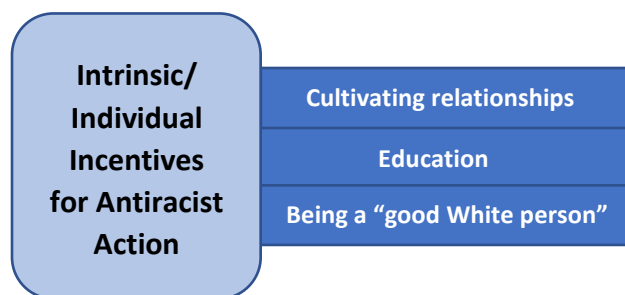 Intrinsic/
Individual
Incentives
for Antiracist
Action
Cultivating relationships
Education
Being a “good White person”